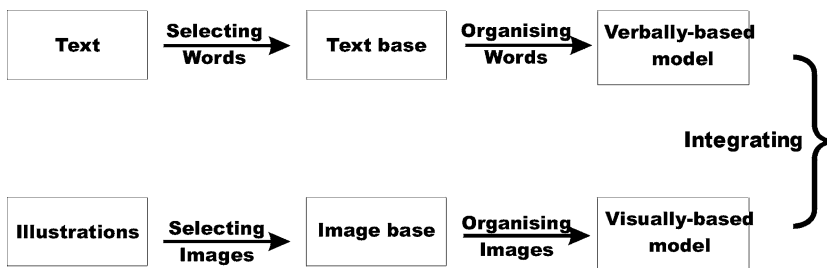 Text
Selecting
Words
Text base
Organising
Words
Verbally-based
model
Integrating
Illustrations
Selecting
Images
Image base
Organising
Images
Visually-based
model